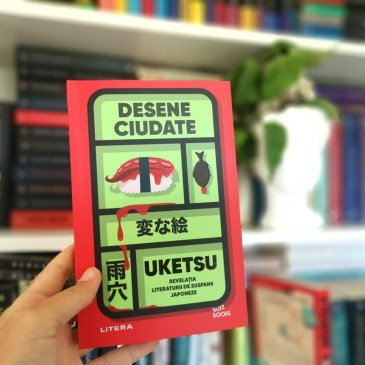 DESENE
CIUDATE
変な絵
雨穴
UKETSU
REVELAȚIA
LITERATURII DE SUSPANS
JAPONEZE
LITERA
BUZZ
BOOKS